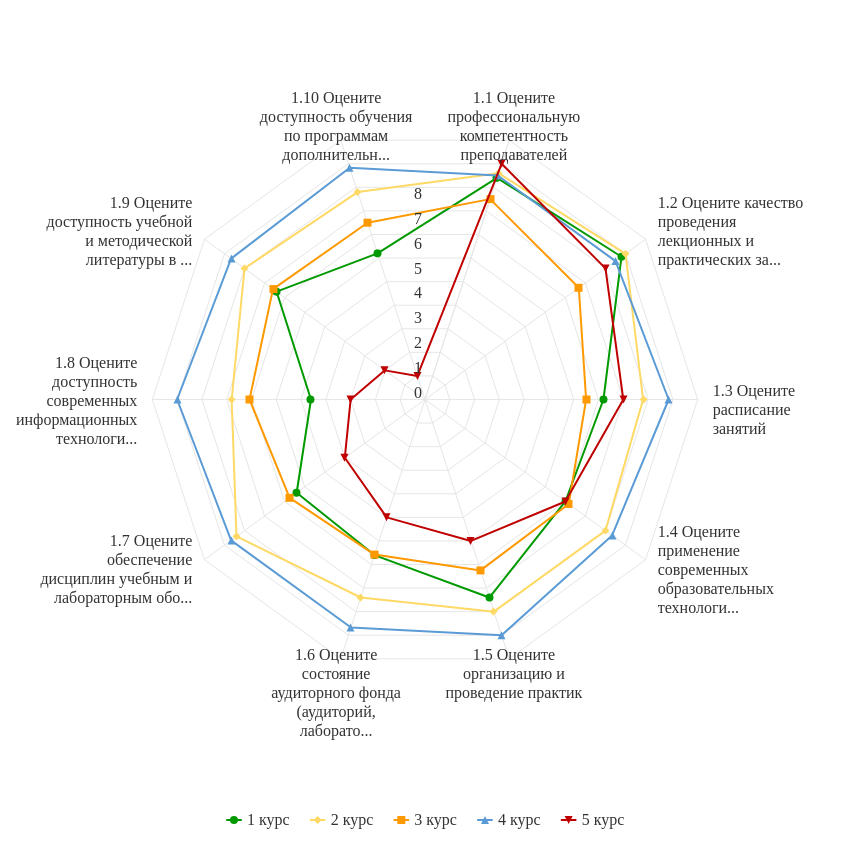 1.10 Оцените
доступность обучения
по программам
дополнительн...
1.1 Оцените
профессиональную
компетентность
преподавателей
1.9 Оцените
доступность учебной
и методической
литературы в ...
1.2 Оцените качество
проведения
лекционных и
практических за...
8
7
6
5
4
3
2
1
0
1.8 Оцените
доступность
современных
информационных
технологи...
1.3 Оцените
расписание
занятий
1.7 Оцените
обеспечение
дисциплин учебным и
лабораторным обо...
1.4 Оцените
применение
современных
образовательных
технологи...
1.6 Оцените
состояние
аудиторного фонда
(аудиторий,
лаборато...
1.5 Оцените
организацию и
проведение практик
1 курс 2 курс 3 курс 4 курс 5 курс